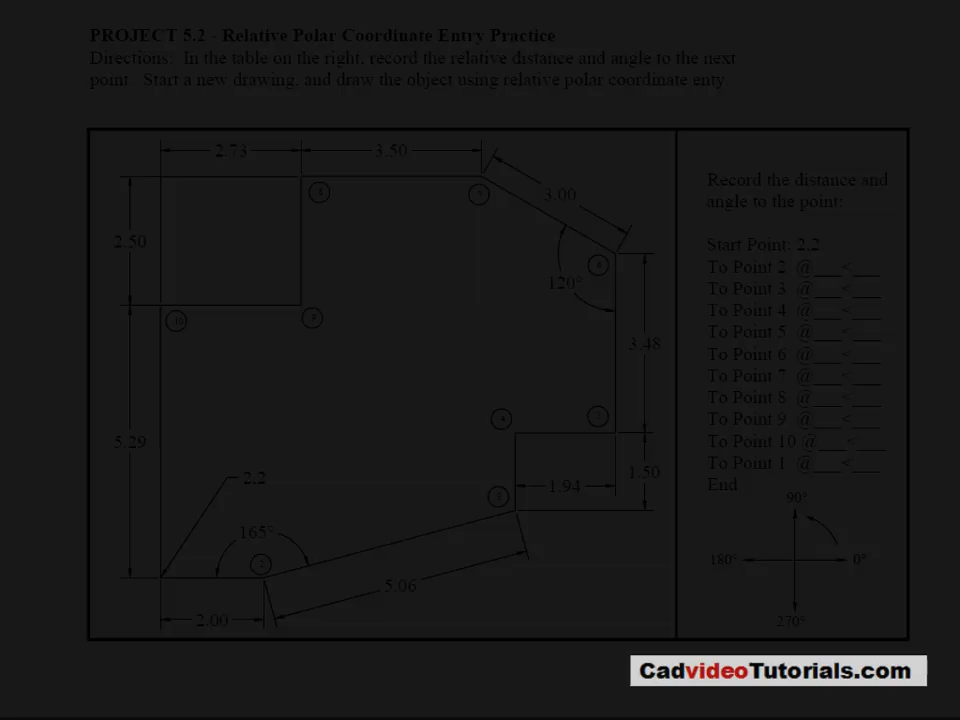 PROJECT 5.2 - Relative Polar Coordinate Entry Practice
Directions: In the table on the right, record the relative distance and angle to the next
point. Start a new drawing, and draw the object using relative polar coordinate enty.
2.73
3.50
3.00
2.50
120°
3.48
5.29
1.50
1.94
2.2
165°
5.06
2.00
10
2
Record the distance and
angle to the point:
Start Point: 2,2
To Point 2 @___<___
To Point 3 @___<___
To Point 4 @___<___
To Point 5 @___<___
To Point 6 @___<___
To Point 7 @___<___
To Point 8 @___<___
To Point 9 @___<___
To Point 10 @___<___
To Point 1 @___<___
End
90°
180°
0°
270°
CadvideoTutorials.com